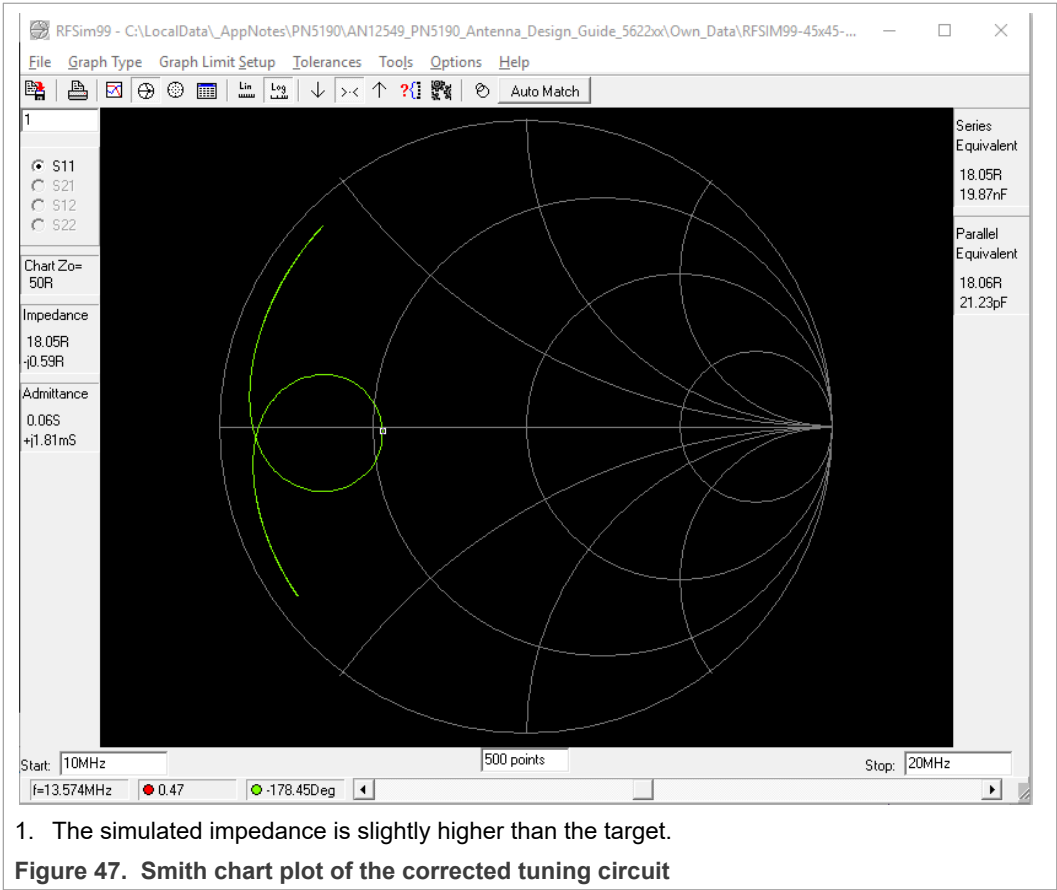 RFSim99 - C:\LocalData\_AppNotes\PN5190\AN12549_PN5190_Antenna_Design_Guide_5622xx\Own_Data\RFSIM99-45x45-...
File Graph Type Graph Limit Setup Tolerances Tools Options Help
Lin Log ?{} Auto Match
1
S11
S21
S12
S22
Chart Zo=
50R
Impedance
18.05R
-j0.59R
Admittance
0.06S
+j1.81mS
Series
Equivalent
18.05R
19.87nF
Parallel
Equivalent
18.06R
21.23pF
Start: 10MHz 500 points Stop: 20MHz
f=13.574MHz 0.47 -178.45Deg
1. The simulated impedance is slightly higher than the target.
Figure 47. Smith chart plot of the corrected tuning circuit